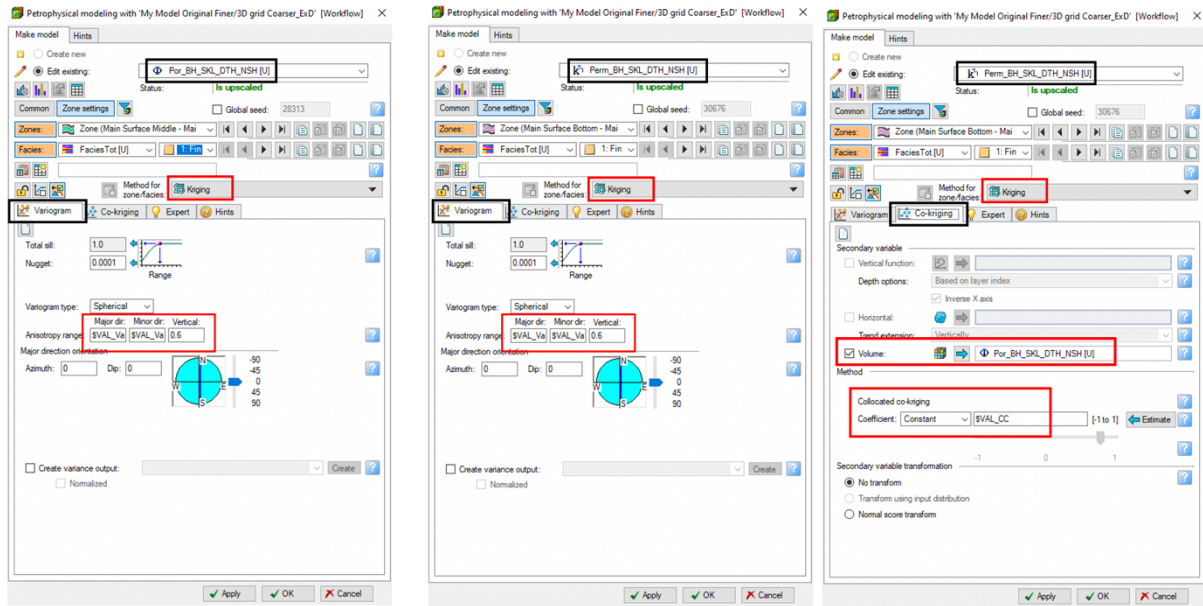 Petrophysical modeling with 'My Model Original Finer/3D grid Coarser_ExD' [Workflow]
Make model Hints
Create new
Edit existing: Por_BH_SKL_DTH_NSH [U]
Status: Is upscaled
Common Zone settings Global seed: 28313
Zones: Zone (Main Surface Middle - Mai
Facies: FaciesTot [U] 1: Fin
Method for zone/facies: Kriging
Variogram Co-kriging Expert Hints
Total sill: 1.0
Nugget: 0.0001
Range
Variogram type: Spherical
Major dir: Minor dir: Vertical:
Anisotropy range: $VAL_Va $VAL_Va 0.6
Major direction orientation
Azimuth: 0 Dip: 0
N
W E
S
-90
-45
0
45
90
Create variance output: Create
Normalized
Apply OK Cancel
Petrophysical modeling with 'My Model Original Finer/3D grid Coarser_ExD' [Workflow]
Make model Hints
Create new
Edit existing: Perm_BH_SKL_DTH_NSH [U]
Status: Is upscaled
Common Zone settings Global seed: 30676
Zones: Zone (Main Surface Bottom - Mai
Facies: FaciesTot [U] 1: Fin
Method for zone/facies: Kriging
Variogram Co-kriging Expert Hints
Total sill: 1.0
Nugget: 0.0001
Range
Variogram type: Spherical
Major dir: Minor dir: Vertical:
Anisotropy range: $VAL_Va $VAL_Va 0.6
Major direction orientation
Azimuth: 0 Dip: 0
N
W E
S
-90
-45
0
45
90
Create variance output: Create
Normalized
Apply OK Cancel
Petrophysical modeling with 'My Model Original Finer/3D grid Coarser_ExD' [Workflow]
Make model Hints
Create new
Edit existing: Perm_BH_SKL_DTH_NSH [U]
Status: Is upscaled
Common Zone settings Global seed: 30676
Zones: Zone (Main Surface Bottom - Mai
Facies: FaciesTot [U] 1: Fin
Method for zone/facies: Kriging
Variogram Co-kriging Expert Hints
Secondary variable
Vertical function:
Depth options: Based on layer index
Inverse X axis
Horizontal:
Trend extension: Vertically
Volume: Por_BH_SKL_DTH_NSH [U]
Method
Collocated co-kriging
Coefficient: Constant $VAL_CC [-1 to 1] Estimate
-1 0 1
Secondary variable transformation
No transform
Transform using input distribution
Normal score transform
Apply OK Cancel